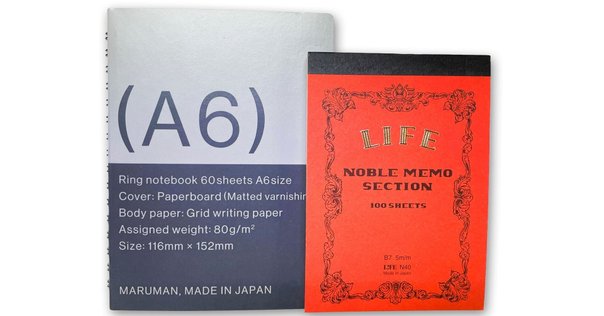 (A6)
Ring notebook 60sheets A6size
Cover: Paperboard (Matted varnishin
Body paper: Grid writing paper
Assigned weight: 80g/m²
Size: 116mm × 152mm
MARUMAN, MADE IN JAPAN
LIFE
NOBLE MEMO
SECTION
100 SHEETS
B7. 5m/m
LIFE N40
Made in Japan